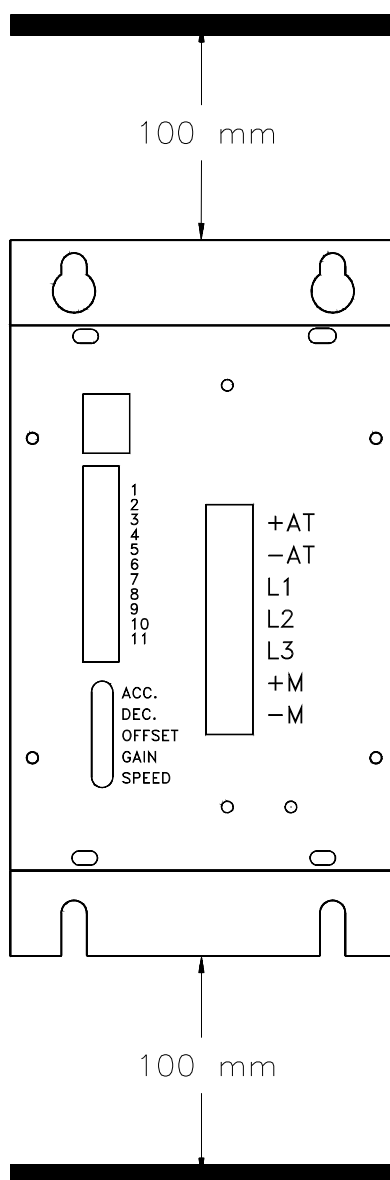 100 mm
1
2
3
4
5
6
7
8
9
10
11
+AT
-AT
L1
L2
L3
+M
-M
ACC.
DEC.
OFFSET
GAIN
SPEED
100 mm